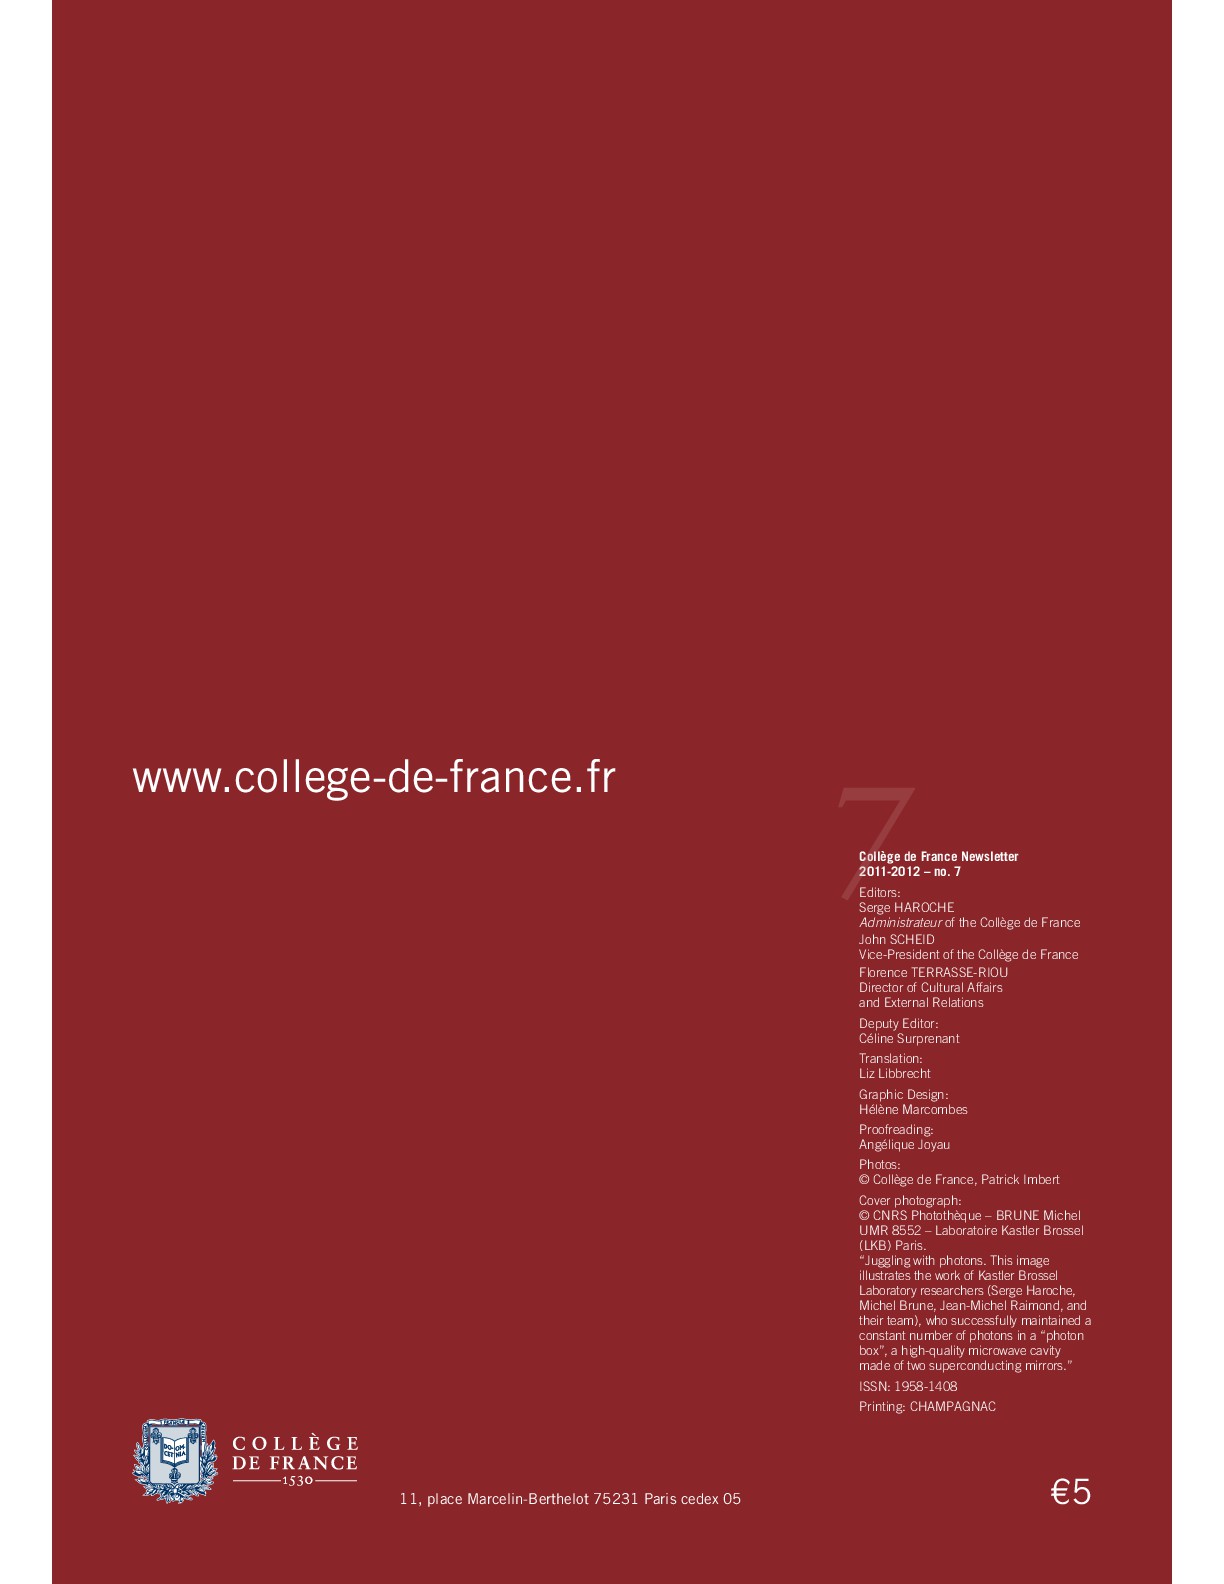 www.college-de-france.fr
7
Collège de France Newsletter
2011-2012 – no. 7
Editors:
Serge HAROCHE
Administrateur of the Collège de France
John SCHEID
Vice-President of the Collège de France
Florence TERRASSE-RIOU
Director of Cultural Affairs
and External Relations
Deputy Editor:
Céline Surprenant
Translation:
Liz Libbrecht
Graphic Design:
Hélène Marcombes
Proofreading:
Angélique Joyau
Photos:
© Collège de France, Patrick Imbert
Cover photograph:
© CNRS Photothèque – BRUNE Michel
UMR 8552 – Laboratoire Kastler Brossel
(LKB) Paris.
“Juggling with photons. This image
illustrates the work of Kastler Brossel
Laboratory researchers (Serge Haroche,
Michel Brune, Jean-Michel Raimond, and
their team), who successfully maintained a
constant number of photons in a “photon
box”, a high-quality microwave cavity
made of two superconducting mirrors.”
ISSN: 1958-1408
Printing: CHAMPAGNAC
DO OM
CET NIA
COLLÈGE
DE FRANCE
1530
11, place Marcelin-Berthelot 75231 Paris cedex 05
€5